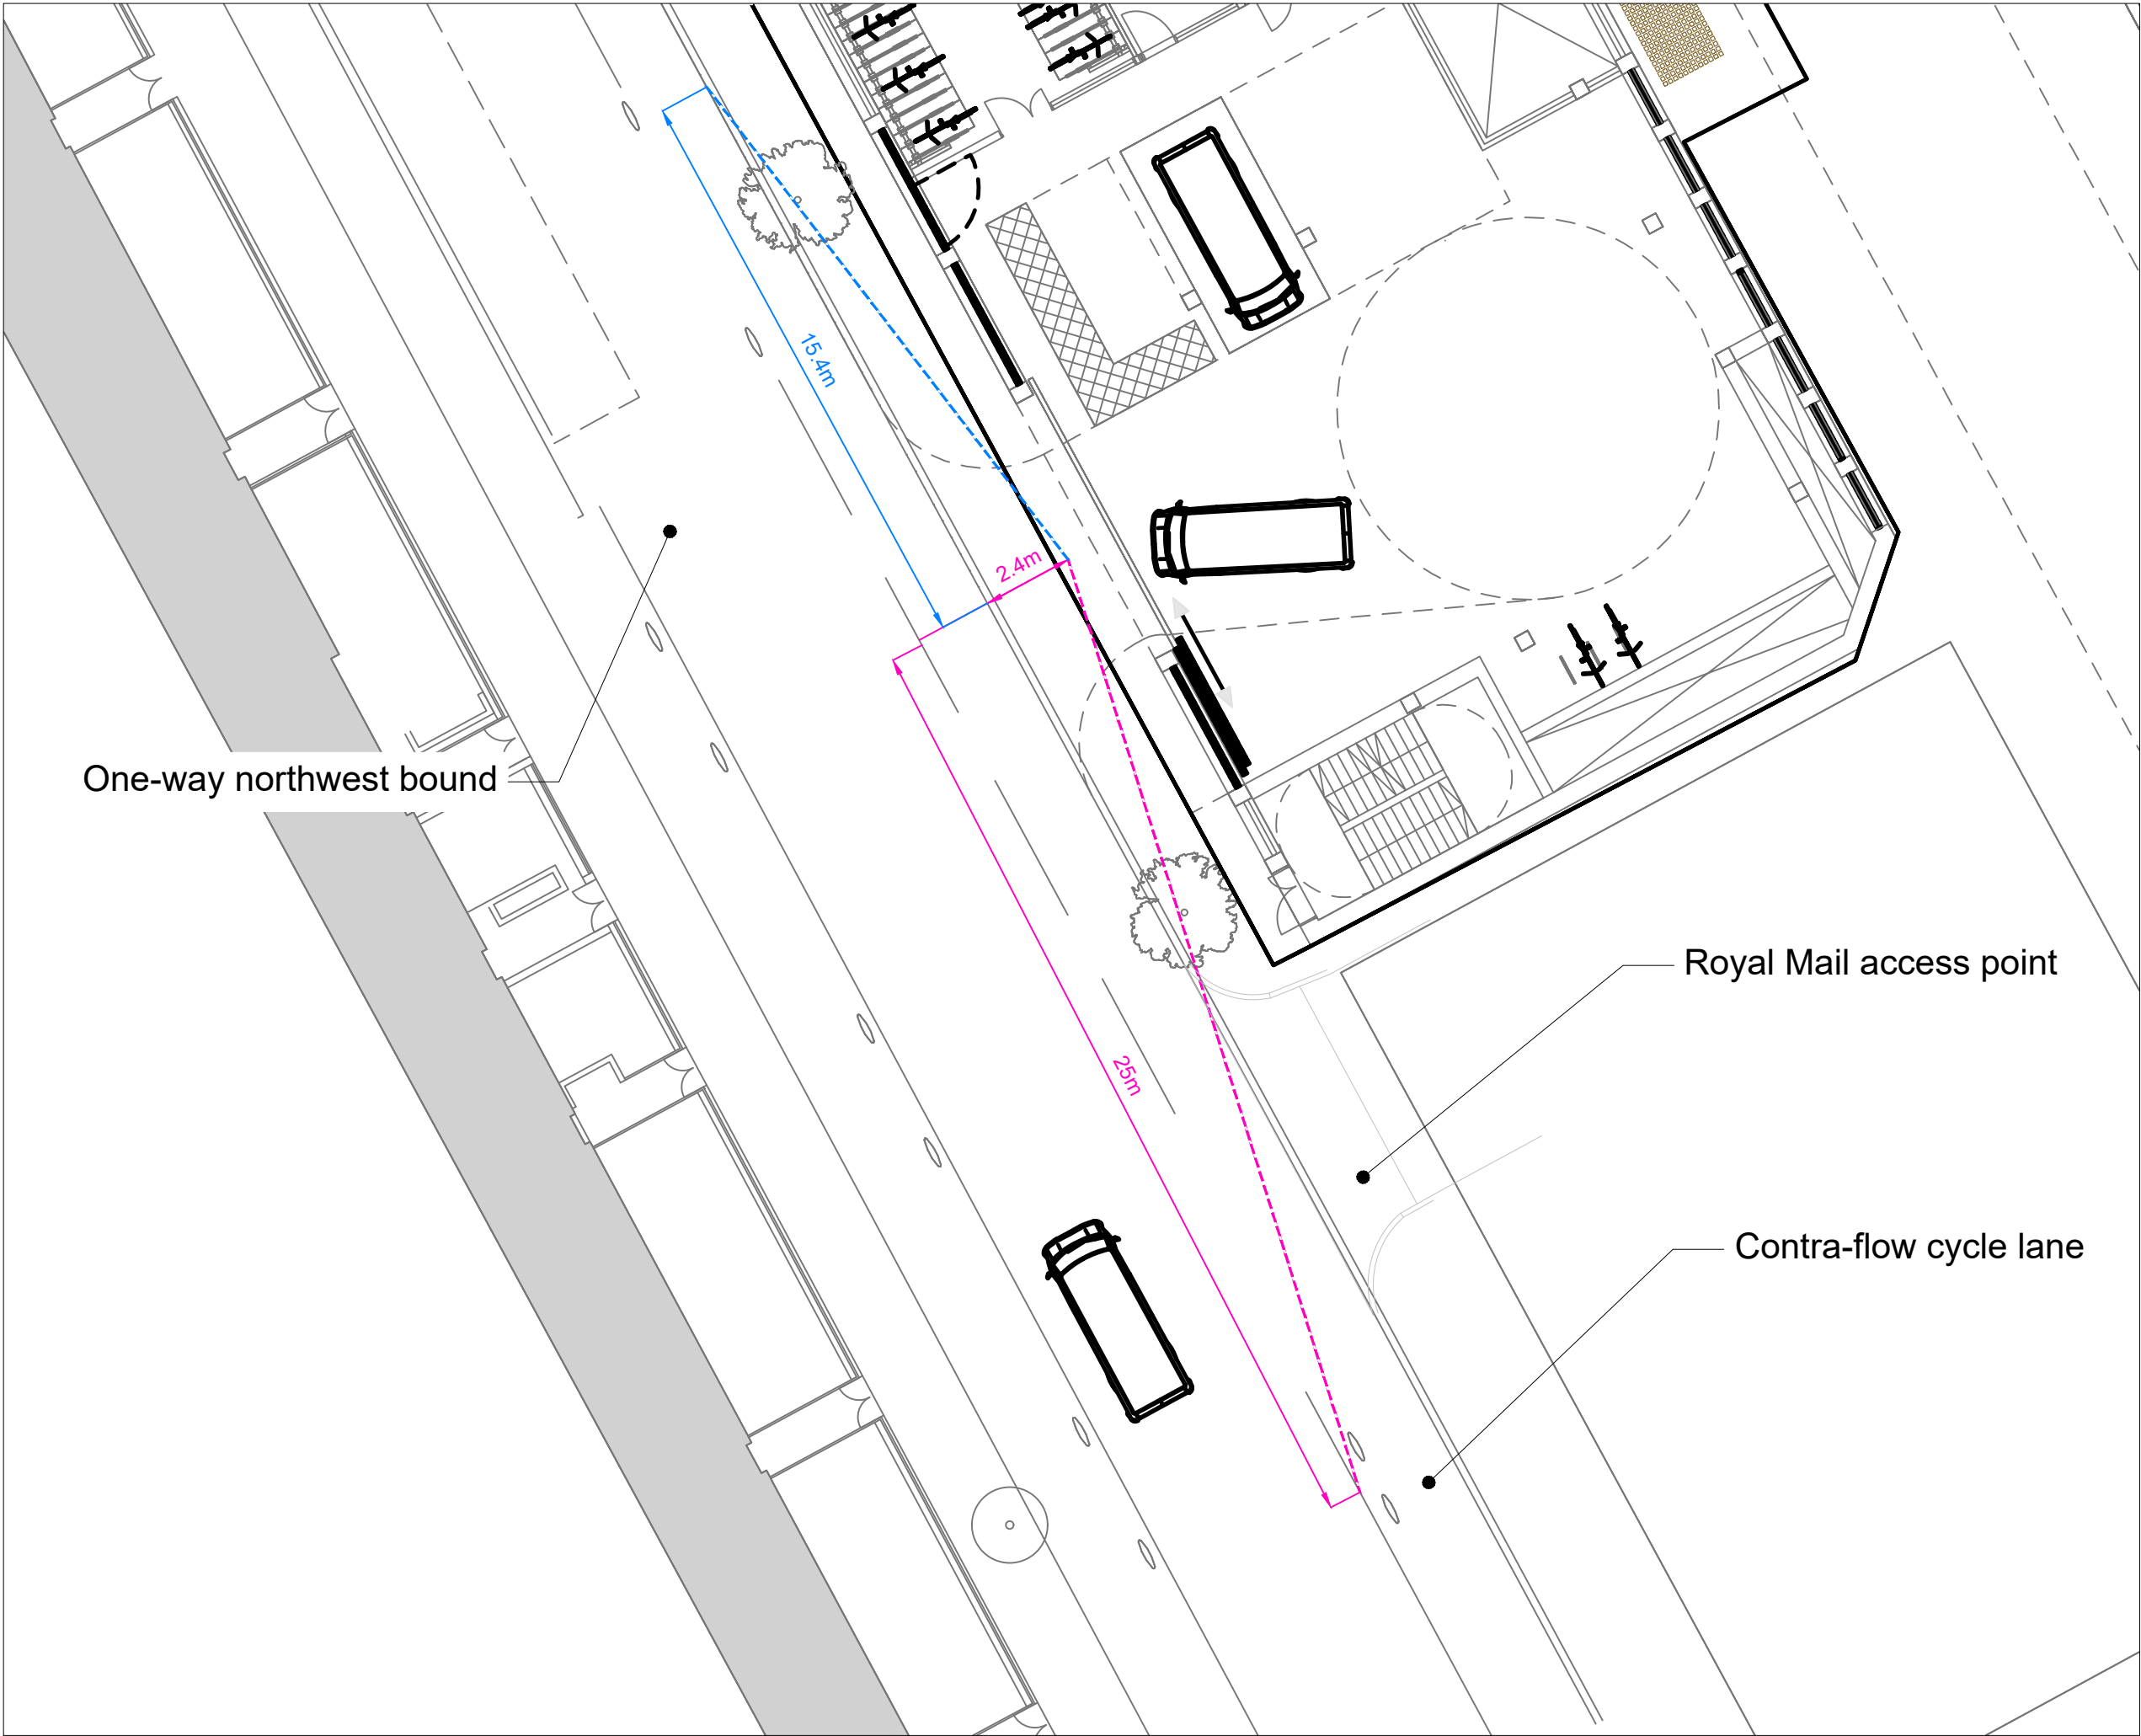 15.4m
2.4m
One-way northwest bound
Royal Mail access point
25m
Contra-flow cycle lane